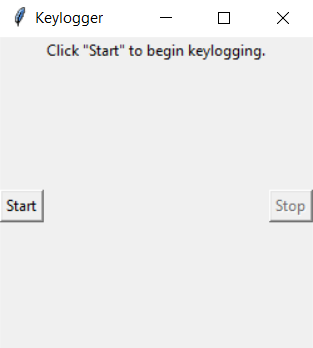 Keylogger
Click "Start" to begin keylogging.
Start
Stop